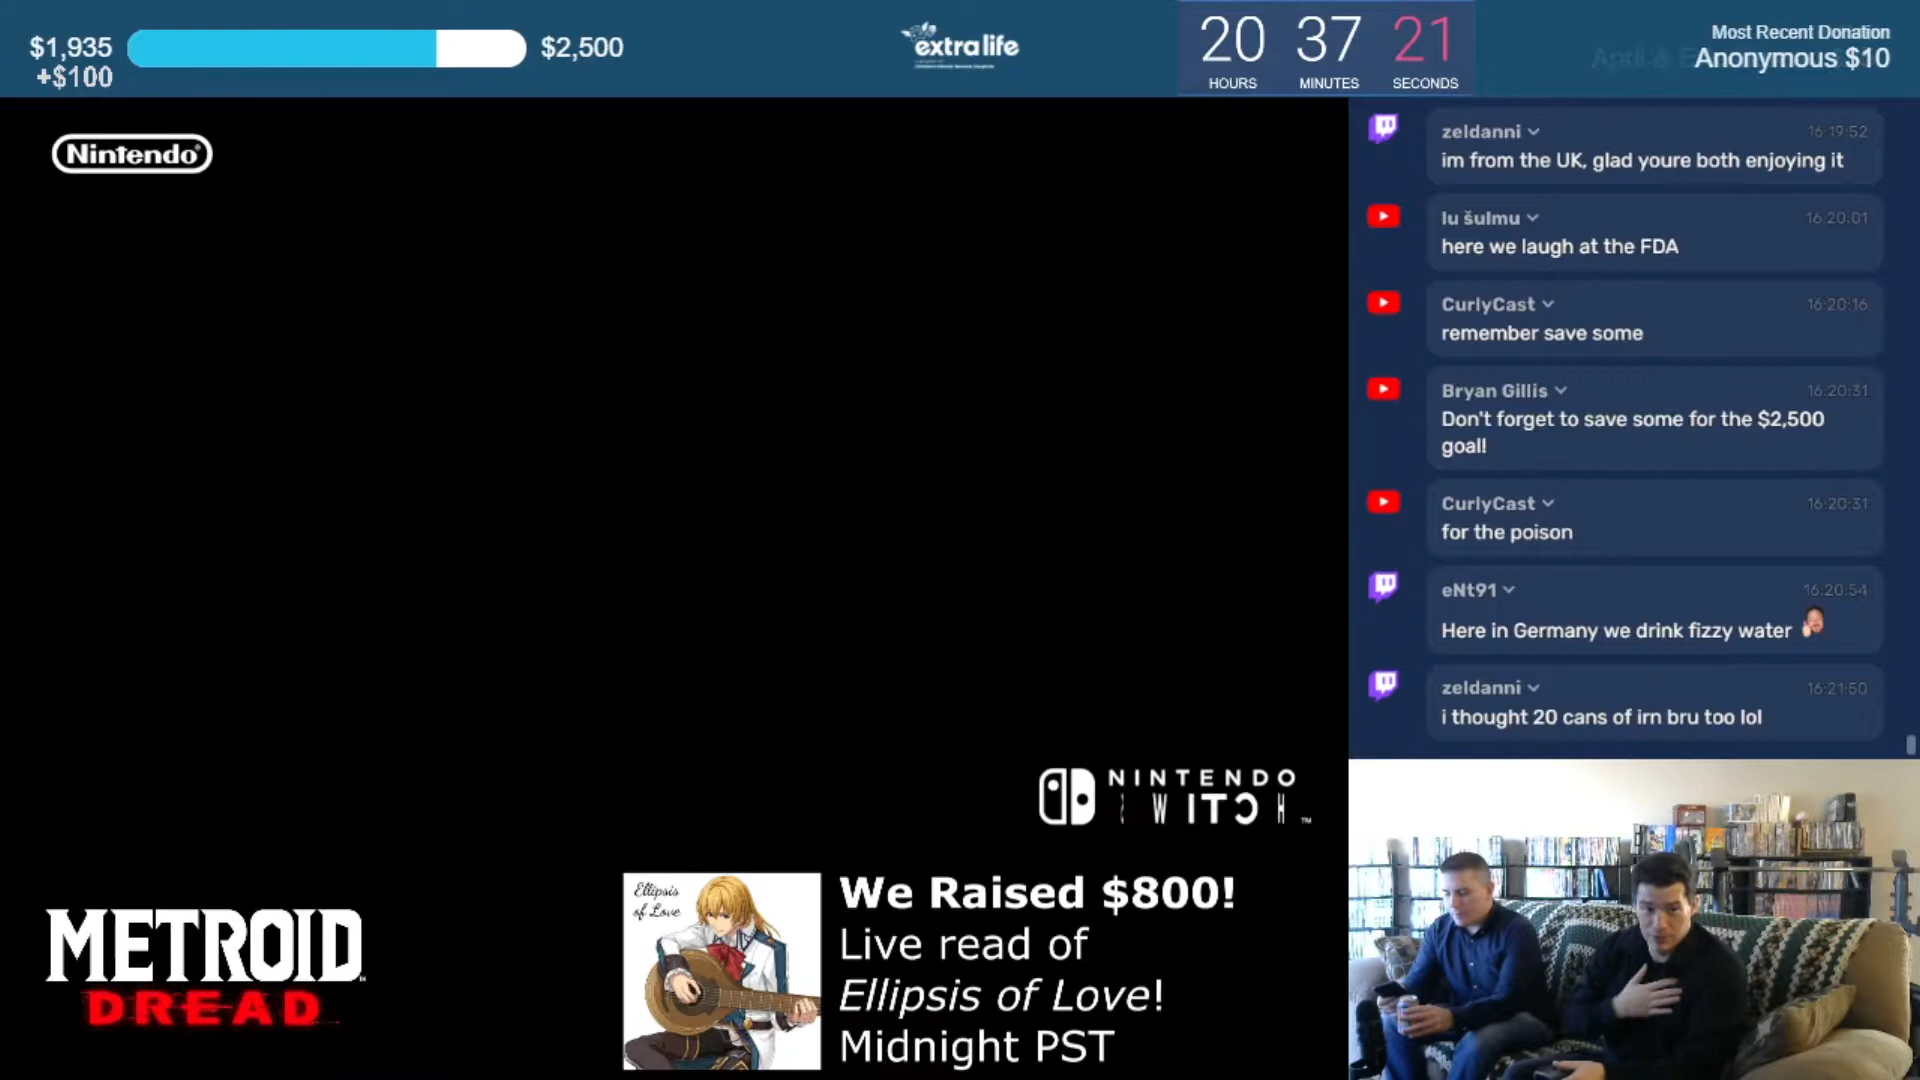 $1,935
+$100
$2,500
extralife
20 37 21
HOURS MINUTES SECONDS
Most Recent Donation
Anonymous $10
Nintendo®
zeldanni 16:19:52
im from the UK, glad youre both enjoying it
lu šulmu 16:20:01
here we laugh at the FDA
CurlyCast 16:20:16
remember save some
Bryan Gillis 16:20:31
Don't forget to save some for the $2,500
goal!
CurlyCast 16:20:31
for the poison
eNt91 16:20:54
Here in Germany we drink fizzy water
zeldanni 16:21:50
i thought 20 cans of irn bru too lol
NINTENDO
SWITCH™
METROID
DREAD
Ellipsis
of Love
We Raised $800!
Live read of
Ellipsis of Love!
Midnight PST